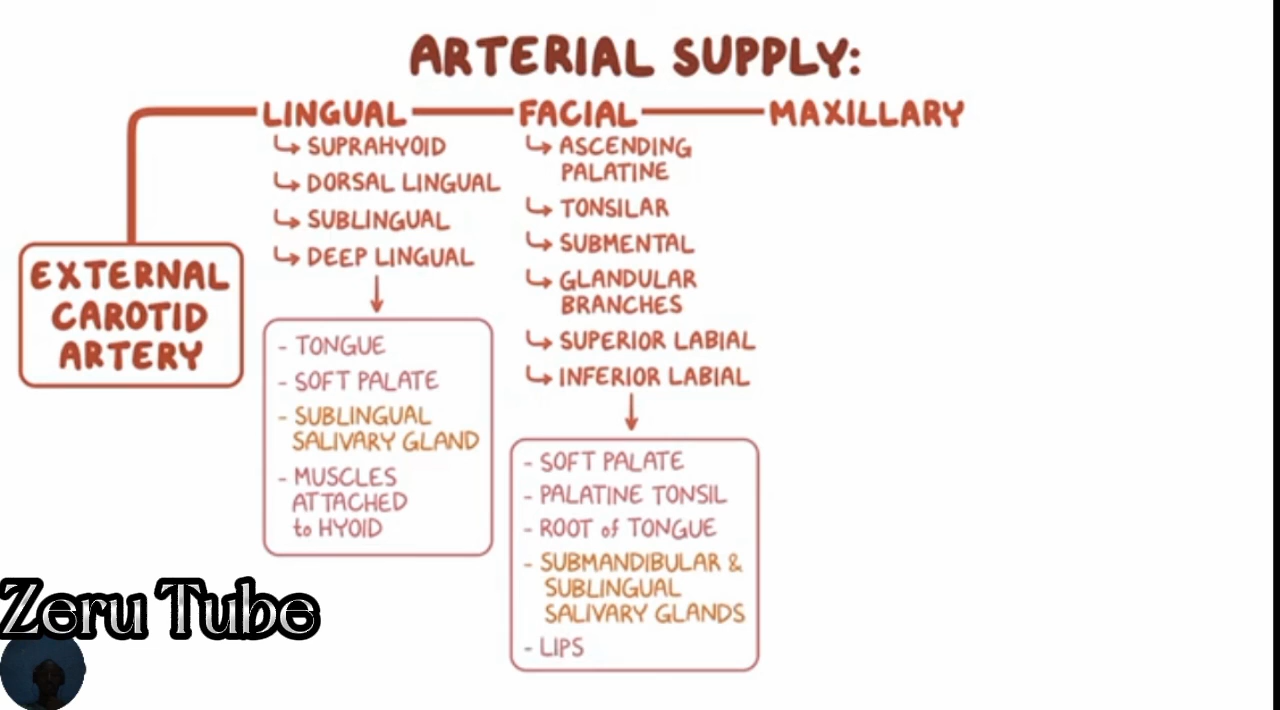 ARTERIAL SUPPLY:
LINGUAL
FACIAL
MAXILLARY
SUPRAHYOID
DORSAL LINGUAL
SUBLINGUAL
DEEP LINGUAL
ASCENDING
PALATINE
TONSILAR
SUBMENTAL
GLANDULAR
BRANCHES
SUPERIOR LABIAL
INFERIOR LABIAL
EXTERNAL
CAROTID
ARTERY
- TONGUE
- SOFT PALATE
- SUBLINGUAL
SALIVARY GLAND
- MUSCLES
ATTACHED
to HYOID
- SOFT PALATE
- PALATINE TONSIL
- ROOT of TONGUE
- SUBMANDIBULAR &
SUBLINGUAL
SALIVARY GLANDS
- LIPS
Zeru Tube